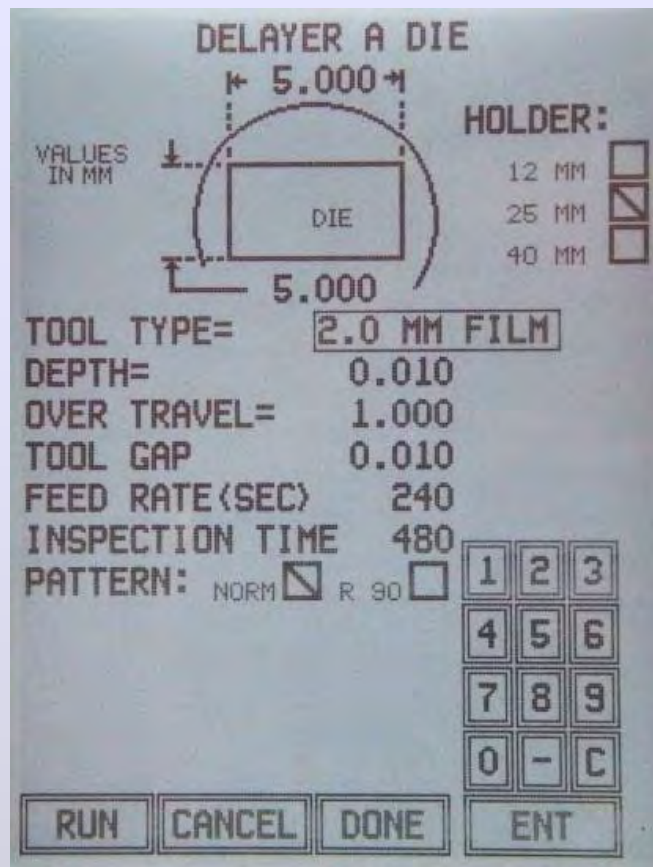 DELAYER A DIE
5.000
HOLDER:
VALUES
IN MM
12 MM
DIE
25 MM
40 MM
5.000
TOOL TYPE= 2.0 MM FILM
DEPTH= 0.010
OVER TRAVEL= 1.000
TOOL GAP 0.010
FEED RATE(SEC) 240
INSPECTION TIME 480
PATTERN: NORM R 90
1 2 3
4 5 6
7 8 9
0 - C
RUN CANCEL DONE ENT